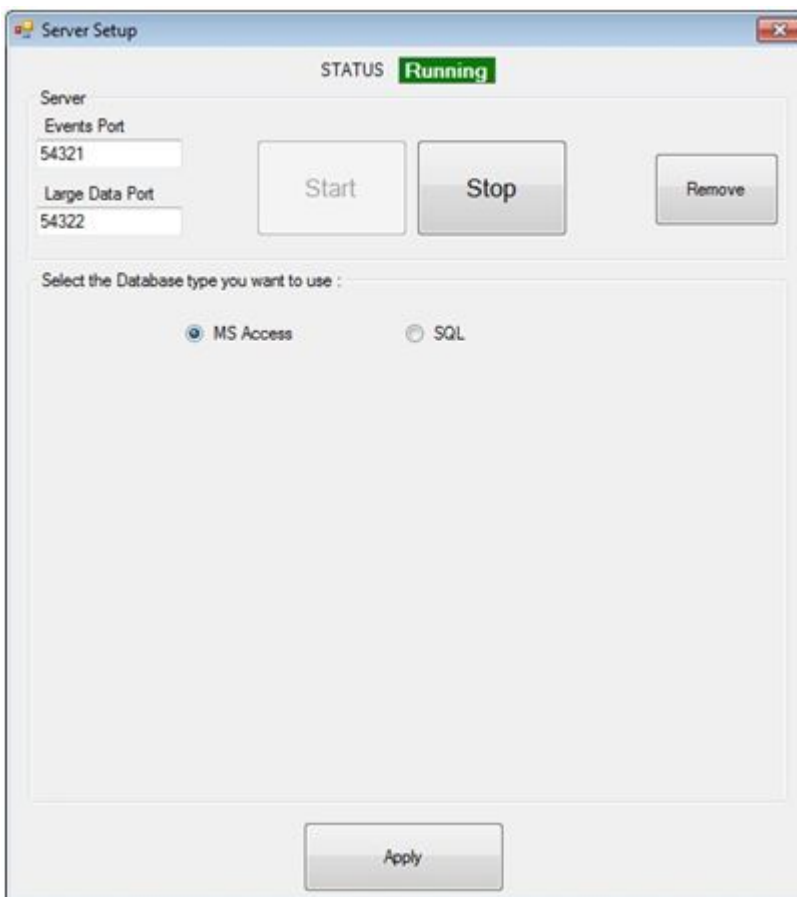 Server Setup
STATUS Running
Server
Events Port
54321
Large Data Port
54322
Start
Stop
Remove
Select the Database type you want to use :
MS Access
SQL
Apply